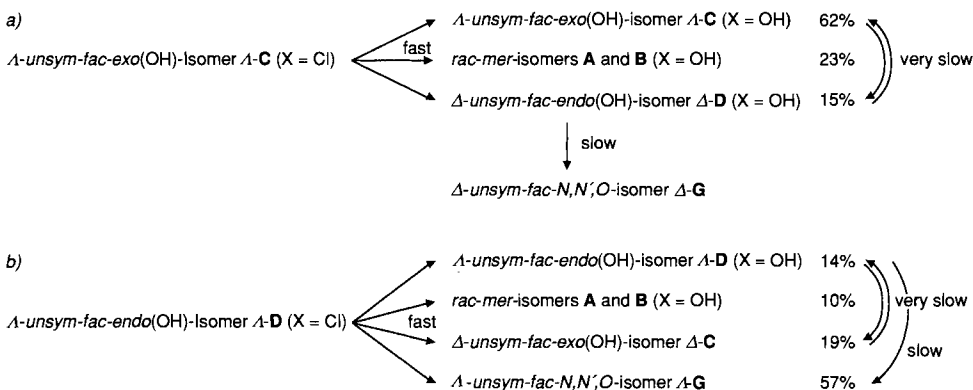 a)
Λ-unsym-fac-exo(OH)-isomer Λ-C (X = OH) 62%
Λ-unsym-fac-exo(OH)-Isomer Λ-C (X = Cl) fast rac-mer-isomers A and B (X = OH) 23% very slow
Δ-unsym-fac-endo(OH)-isomer Δ-D (X = OH) 15%
slow
Δ-unsym-fac-N,N´,O-isomer Δ-G
b)
Λ-unsym-fac-endo(OH)-isomer Λ-D (X = OH) 14%
rac-mer-isomers A and B (X = OH) 10% very slow
Λ-unsym-fac-endo(OH)-Isomer Λ-D (X = Cl) fast
Δ-unsym-fac-exo(OH)-isomer Δ-C 19% slow
Λ-unsym-fac-N,N´,O-isomer Λ-G 57%